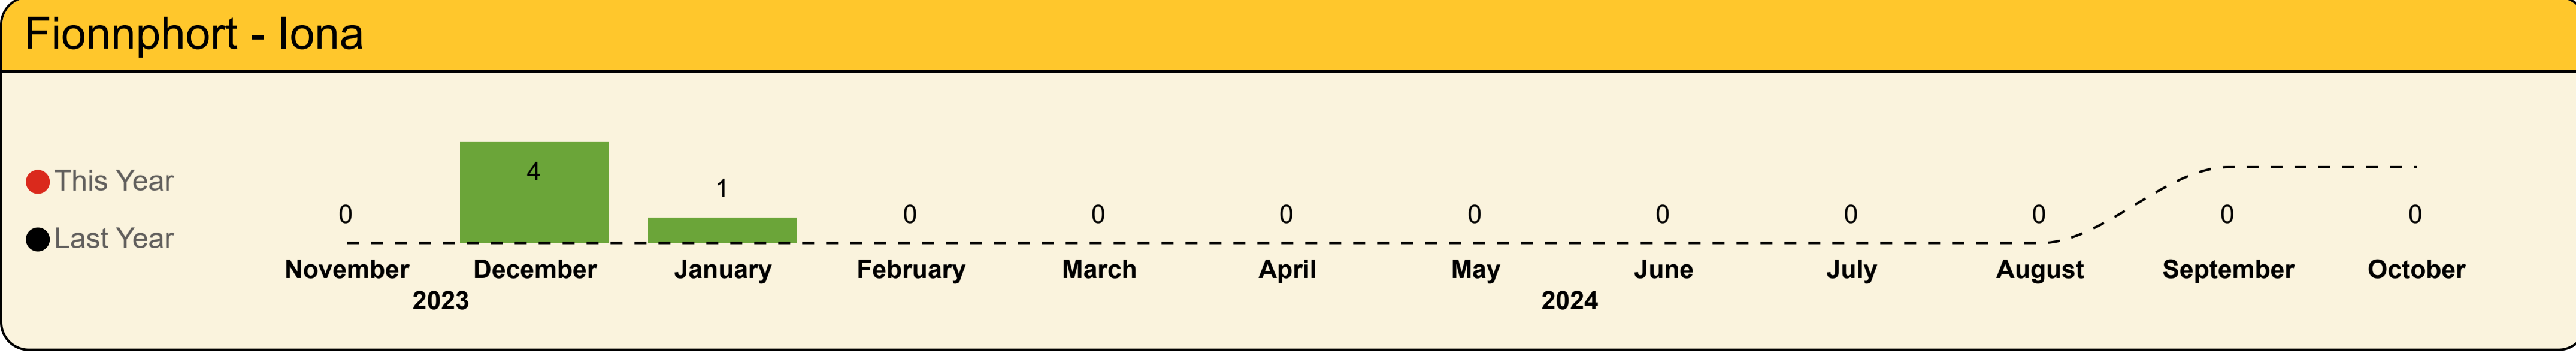 Fionnphort - Iona
This Year
Last Year
0 4 1 0 0 0 0 0 0 0 0 0
November December January February March April May June July August September October
2023 2024